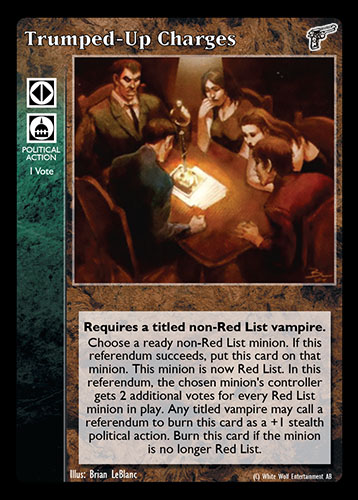 Trumped-Up Charges
POLITICAL
ACTION
1 Vote
Requires a titled non-Red List vampire.
Choose a ready non-Red List minion. If this
referendum succeeds, put this card on that
minion. This minion is now Red List. In this
referendum, the chosen minion's controller
gets 2 additional votes for every Red List
minion in play. Any titled vampire may call a
referendum to burn this card as a +1 stealth
political action. Burn this card if the minion
is no longer Red List.
Illus: Brian LeBlanc
(C) White Wolf Entertainment AB